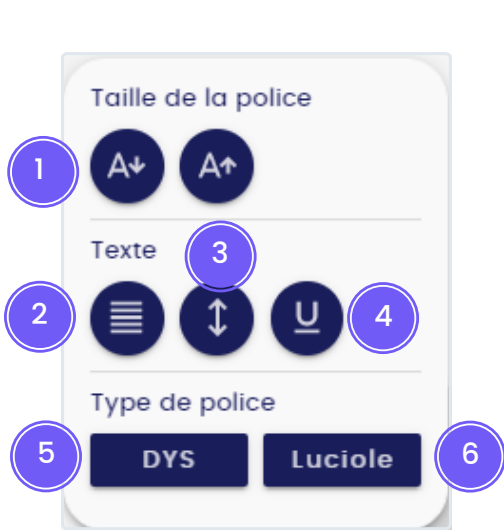 Taille de la police
1
A A
Texte
3
2
U
4
Type de police
5
DYS
Luciole
6